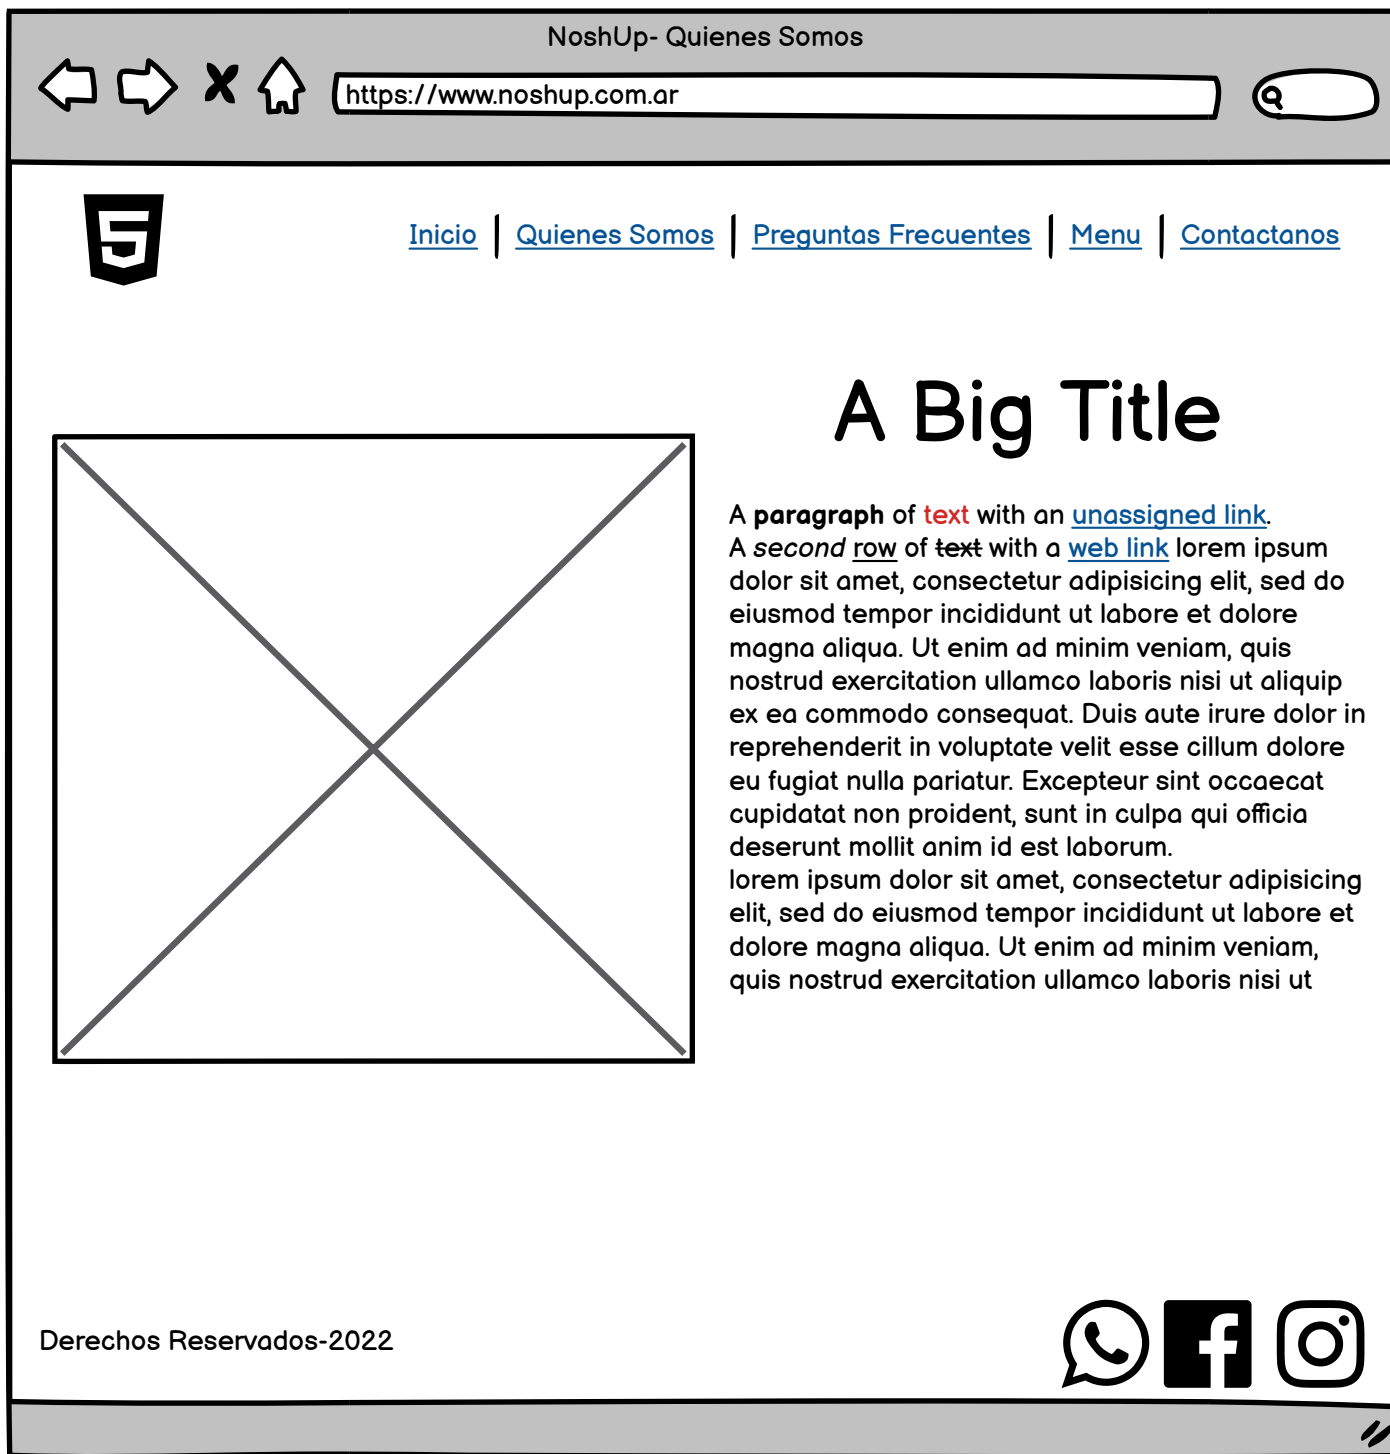 NoshUp- Quienes Somos
https://www.noshup.com.ar
Inicio | Quienes Somos | Preguntas Frecuentes | Menu | Contactanos
A Big Title
A paragraph of text with an unassigned link.
A second row of text with a web link lorem ipsum
dolor sit amet, consectetur adipisicing elit, sed do
eiusmod tempor incididunt ut labore et dolore
magna aliqua. Ut enim ad minim veniam, quis
nostrud exercitation ullamco laboris nisi ut aliquip
ex ea commodo consequat. Duis aute irure dolor in
reprehenderit in voluptate velit esse cillum dolore
eu fugiat nulla pariatur. Excepteur sint occaecat
cupidatat non proident, sunt in culpa qui officia
deserunt mollit anim id est laborum.
lorem ipsum dolor sit amet, consectetur adipisicing
elit, sed do eiusmod tempor incididunt ut labore et
dolore magna aliqua. Ut enim ad minim veniam,
quis nostrud exercitation ullamco laboris nisi ut
Derechos Reservados-2022